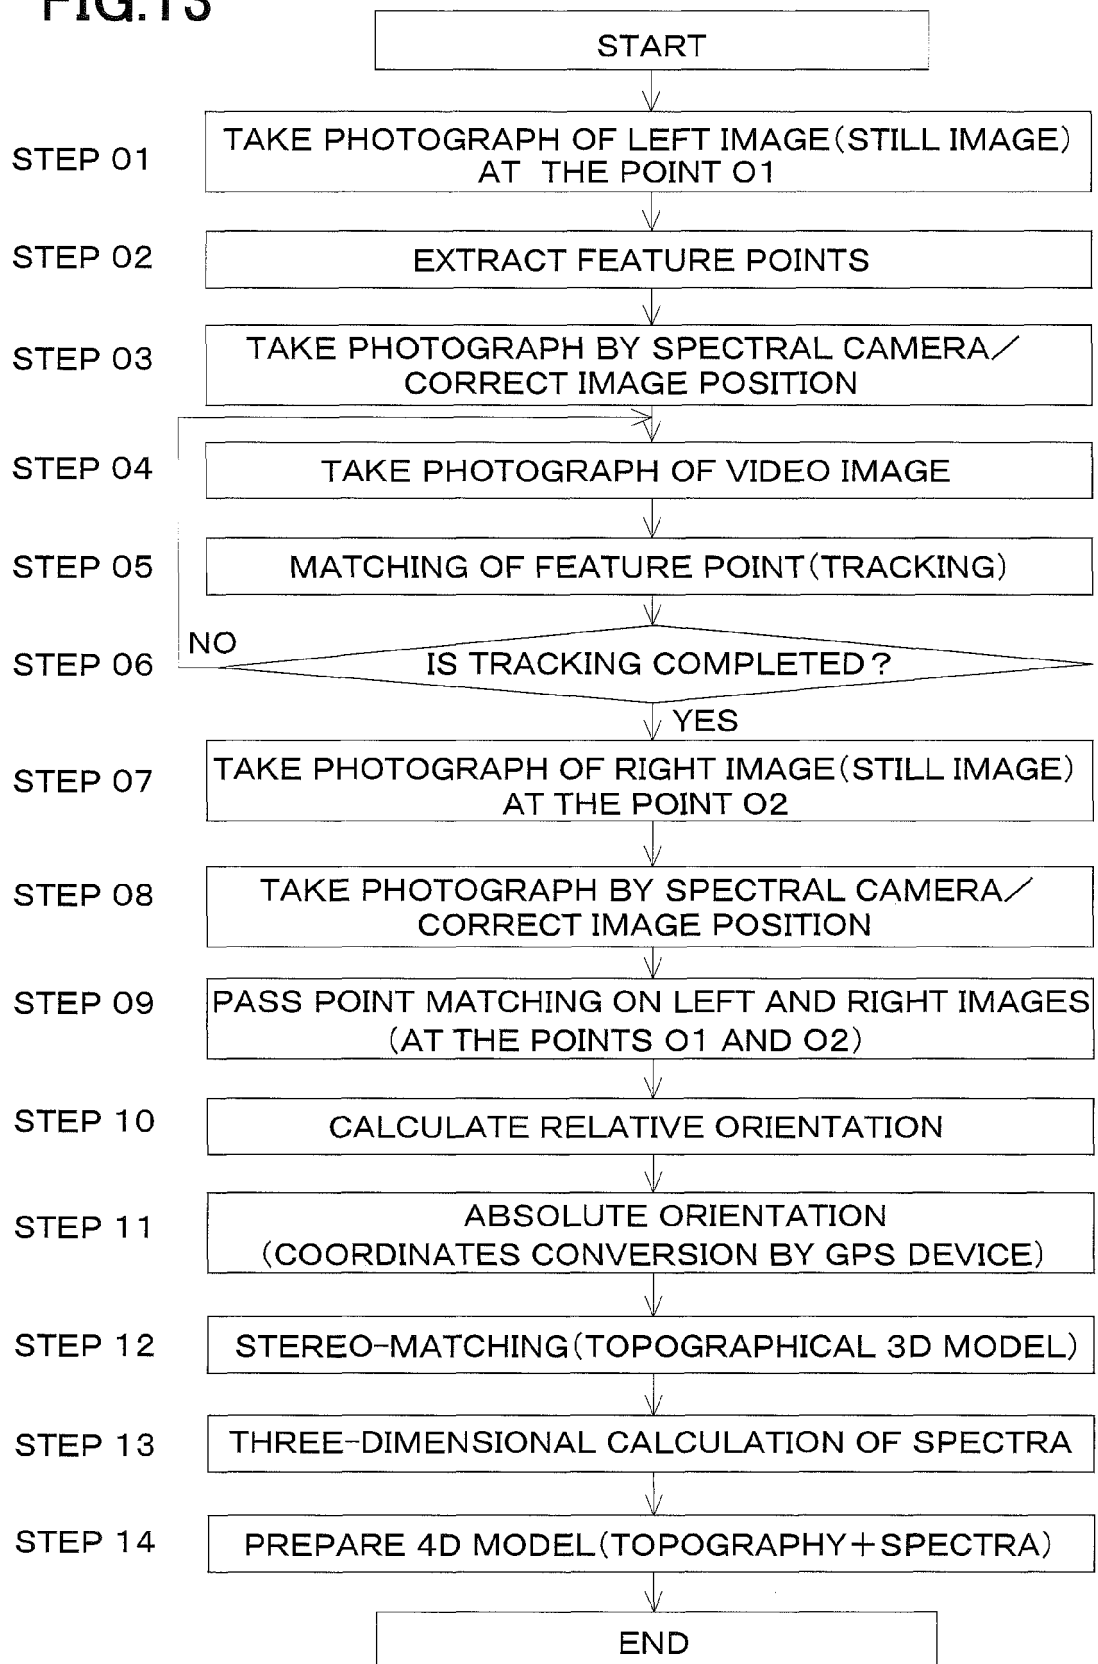 FIG.13
START
STEP 01
TAKE PHOTOGRAPH OF LEFT IMAGE(STILL IMAGE)
AT THE POINT O1
STEP 02
EXTRACT FEATURE POINTS
STEP 03
TAKE PHOTOGRAPH BY SPECTRAL CAMERA/
CORRECT IMAGE POSITION
STEP 04
TAKE PHOTOGRAPH OF VIDEO IMAGE
STEP 05
MATCHING OF FEATURE POINT(TRACKING)
NO
STEP 06
IS TRACKING COMPLETED?
YES
STEP 07
TAKE PHOTOGRAPH OF RIGHT IMAGE(STILL IMAGE)
AT THE POINT O2
STEP 08
TAKE PHOTOGRAPH BY SPECTRAL CAMERA/
CORRECT IMAGE POSITION
STEP 09
PASS POINT MATCHING ON LEFT AND RIGHT IMAGES
(AT THE POINTS O1 AND O2)
STEP 10
CALCULATE RELATIVE ORIENTATION
STEP 11
ABSOLUTE ORIENTATION
(COORDINATES CONVERSION BY GPS DEVICE)
STEP 12
STEREO-MATCHING(TOPOGRAPHICAL 3D MODEL)
STEP 13
THREE-DIMENSIONAL CALCULATION OF SPECTRA
STEP 14
PREPARE 4D MODEL(TOPOGRAPHY+SPECTRA)
END